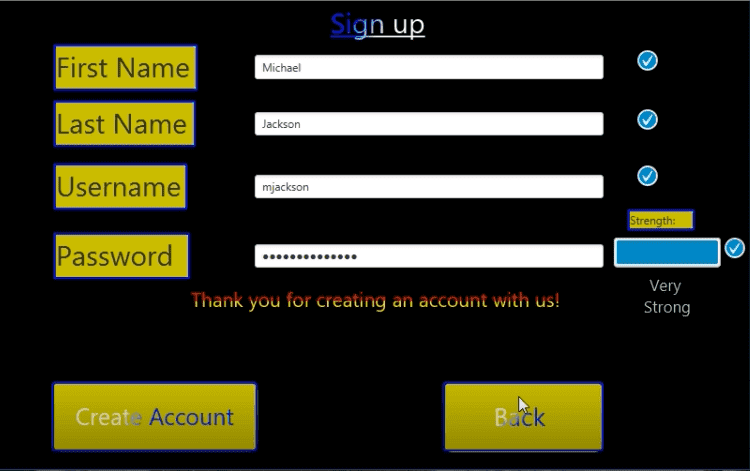 Sign up
First Name
Michael
Last Name
Jackson
Username
mjackson
Strength:
Password
••••••••••••••
Very
Strong
Thank you for creating an account with us!
Create Account
Back